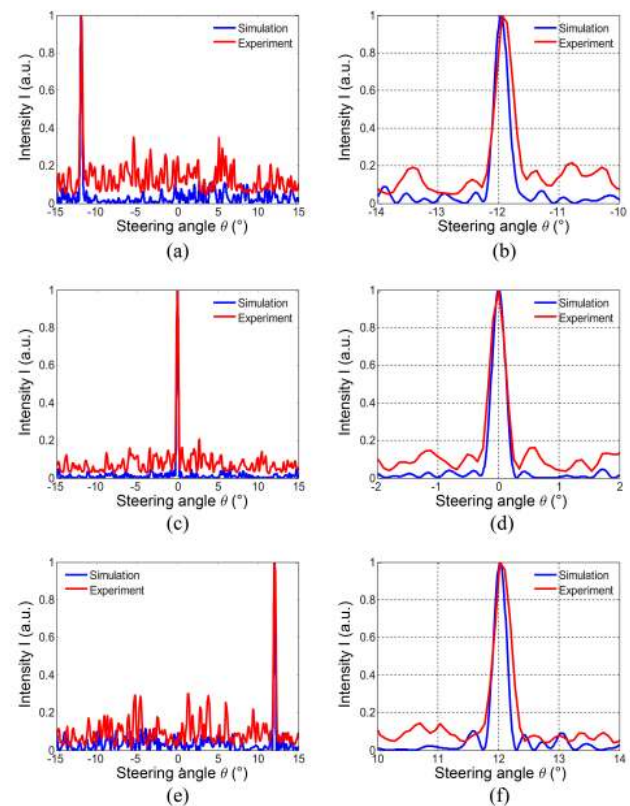 1
0.8
0.6
0.4
0.2
0
Intensity I (a.u.)
Simulation
Experiment
-15 -10 -5 0 5 10 15
Steering angle θ (°)
(a)
1
0.8
0.6
0.4
0.2
0
Intensity I (a.u.)
Simulation
Experiment
-14 -13 -12 -11 -10
Steering angle θ (°)
(b)
1
0.8
0.6
0.4
0.2
0
Intensity I (a.u.)
Simulation
Experiment
-15 -10 -5 0 5 10 15
Steering angle θ (°)
(c)
1
0.8
0.6
0.4
0.2
0
Intensity I (a.u.)
Simulation
Experiment
-2 -1 0 1 2
Steering angle θ (°)
(d)
1
0.8
0.6
0.4
0.2
0
Intensity I (a.u.)
Simulation
Experiment
-15 -10 -5 0 5 10 15
Steering angle θ (°)
(e)
1
0.8
0.6
0.4
0.2
0
Intensity I (a.u.)
Simulation
Experiment
10 11 12 13 14
Steering angle θ (°)
(f)